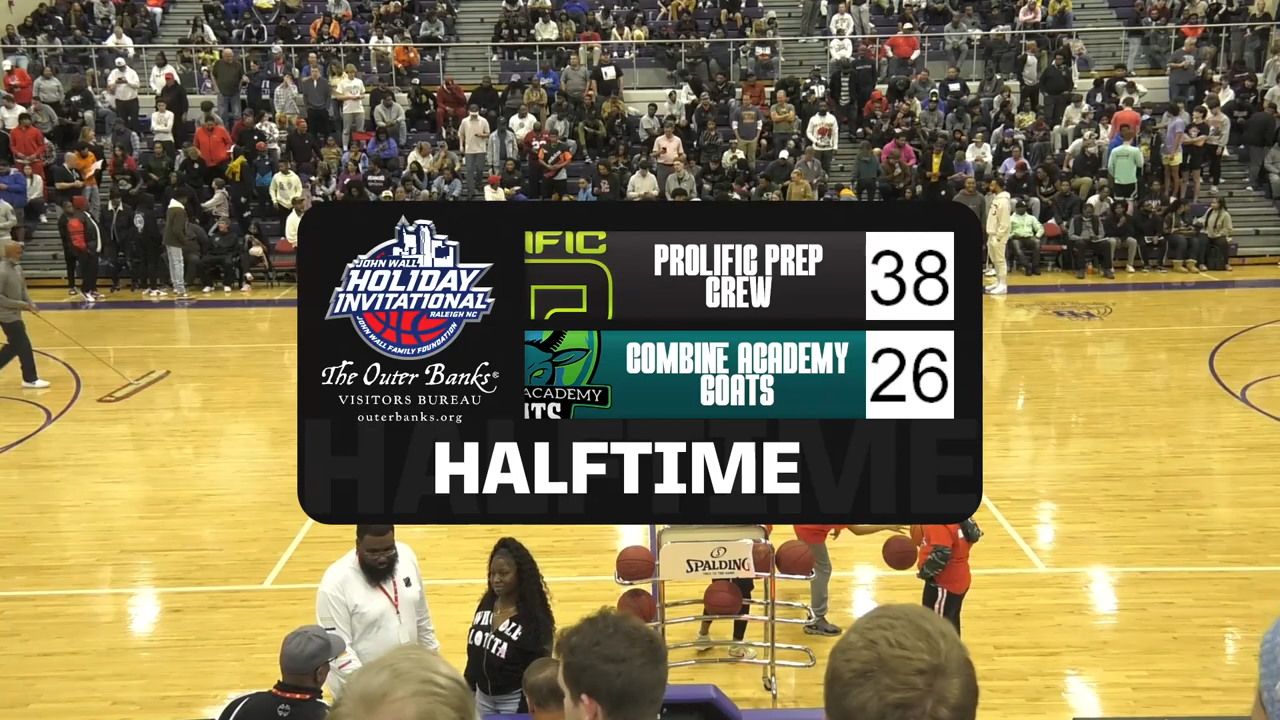 JOHN WALL
HOLIDAY
INVITATIONAL
RALEIGH NC
JOHN WALL FAMILY FOUNDATION
The Outer Banks®
VISITORS BUREAU
outerbanks.org
IFIC
PROLIFIC PREP
CREW
38
ACADEMY
COMBINE ACADEMY
GOATS
26
HALFTIME
SPALDING